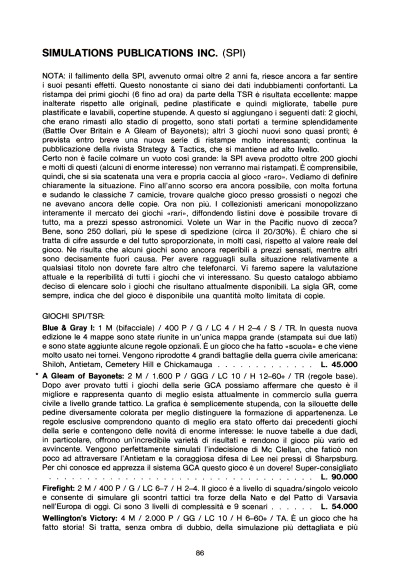 SIMULATIONS PUBLICATIONS INC. (SPI)
NOTA: il fallimento della SPI, avvenuto ormai oltre 2 anni fa, riesce ancora a far sentire
i suoi pesanti effetti. Questo nonostante ci siano dei dati indubbiamenti confortanti. La
ristampa dei primi giochi (6 fino ad ora) da parte della TSR è risultata eccellente: mappe
inalterate rispetto alle originali, pedine plastificate e quindi migliorate, tabelle pure
plastificate e lavabili, copertine stupende. A questo si aggiungano i seguenti dati: 2 giochi,
che erano rimasti allo stadio di progetto, sono stati portati a termine splendidamente
(Battle Over Britain e A Gleam of Bayonets); altri 3 giochi nuovi sono quasi pronti; è
prevista entro breve una nuova serie di ristampe molto interessanti; continua la
pubblicazione della rivista Strategy & Tactics, che si mantiene ad alto livello.
Certo non è facile colmare un vuoto cosi grande: la SPI aveva prodotto oltre 200 giochi
e molti di questi (alcuni di enorme interesse) non verranno mai ristampati. È comprensibile,
quindi, che si sia scatenata una vera e propria caccia al gioco «raro». Vediamo di definire
chiaramente la situazione. Fino all'anno scorso era ancora possibile, con molta fortuna
e sudando le classiche 7 camicie, trovare qualche gioco presso grossisti o negozi che
ne avevano ancora delle copie. Ora non più. I collezionisti americani monopolizzano
interamente il mercato dei giochi «rari», diffondendo listini dove è possibile trovare di
tutto, ma a prezzi spesso astronomici. Volete un War in the Pacific nuovo di zecca?
Bene, sono 250 dollari, più le spese di spedizione (circa il 20/30%). È chiaro che si
tratta di cifre assurde e del tutto sproporzionate, in molti casi, rispetto al valore reale del
gioco. Ne risulta che alcuni giochi sono ancora reperibili a prezzi sensati, mentre altri
sono decisamente fuori causa. Per avere ragguagli sulla situazione relativamente a
qualsiasi titolo non dovrete fare altro che telefonarci. Vi faremo sapere la valutazione
attuale e la reperibilità di tutti i giochi che vi interessano. Su questo catalogo abbiamo
deciso di elencare solo i giochi che risultano attualmente disponibili. La sigla GR, come
sempre, indica che del gioco è disponibile una quantità molto limitata di copie.
GIOCHI SPI/TSR:
Blue & Gray I: 1 M (bifacciale) / 400 P / G / LC 4 / H 2–4 / S / TR. In questa nuova
edizione le 4 mappe sono state riunite in un'unica mappa grande (stampata sui due lati)
e sono state aggiunte alcune regole opzionali. È un gioco che ha fatto «scuola» e che viene
molto usato nei tornei. Vengono riprodotte 4 grandi battaglie della guerra civile americana:
Shiloh, Antietam, Cemetery Hill e Chickamauga . . . . . . . . . . . . . L. 45.000
* A Gleam of Bayonets: 2 M / 1.600 P / GGG / LC 10 / H 12–60+ / TR (regole base).
Dopo aver provato tutti i giochi della serie GCA possiamo affermare che questo è il
migliore e rappresenta quanto di meglio esista attualmente in commercio sulla guerra
civile a livello grande tattico. La grafica è semplicemente stupenda, con la silouette delle
pedine diversamente colorata per meglio distinguere la formazione di appartenenza. Le
regole esclusive comprendono quanto di meglio era stato offerto dai precedenti giochi
della serie e contengono delle novità di enorme interesse: le nuove tabelle a due dadi,
in particolare, offrono un'incredibile varietà di risultati e rendono il gioco più vario ed
avvincente. Vengono perfettamente simulati l'indecisione di Mc Clellan, che faticò non
poco ad attraversare l'Antietam e la coraggiosa difesa di Lee nei pressi di Sharpsburg.
Per chi conosce ed apprezza il sistema GCA questo gioco è un dovere! Super-consigliato
. . . . . . . . . . . . . . . . . . . . . . . . . . . . . . . L. 90.000
Firefight: 2 M / 400 P / G / LC 6–7 / H 2–4. Il gioco è a livello di squadra/singolo veicolo
e consente di simulare gli scontri tattici tra forze della Nato e del Patto di Varsavia
nell'Europa di oggi. Ci sono 3 livelli di complessità e 9 scenari . . . . . . L. 54.000
Wellington's Victory: 4 M / 2.000 P / GG / LC 10 / H 6–60+ / TA. È un gioco che ha
fatto storia! Si tratta, senza ombra di dubbio, della simulazione più dettagliata e più
86